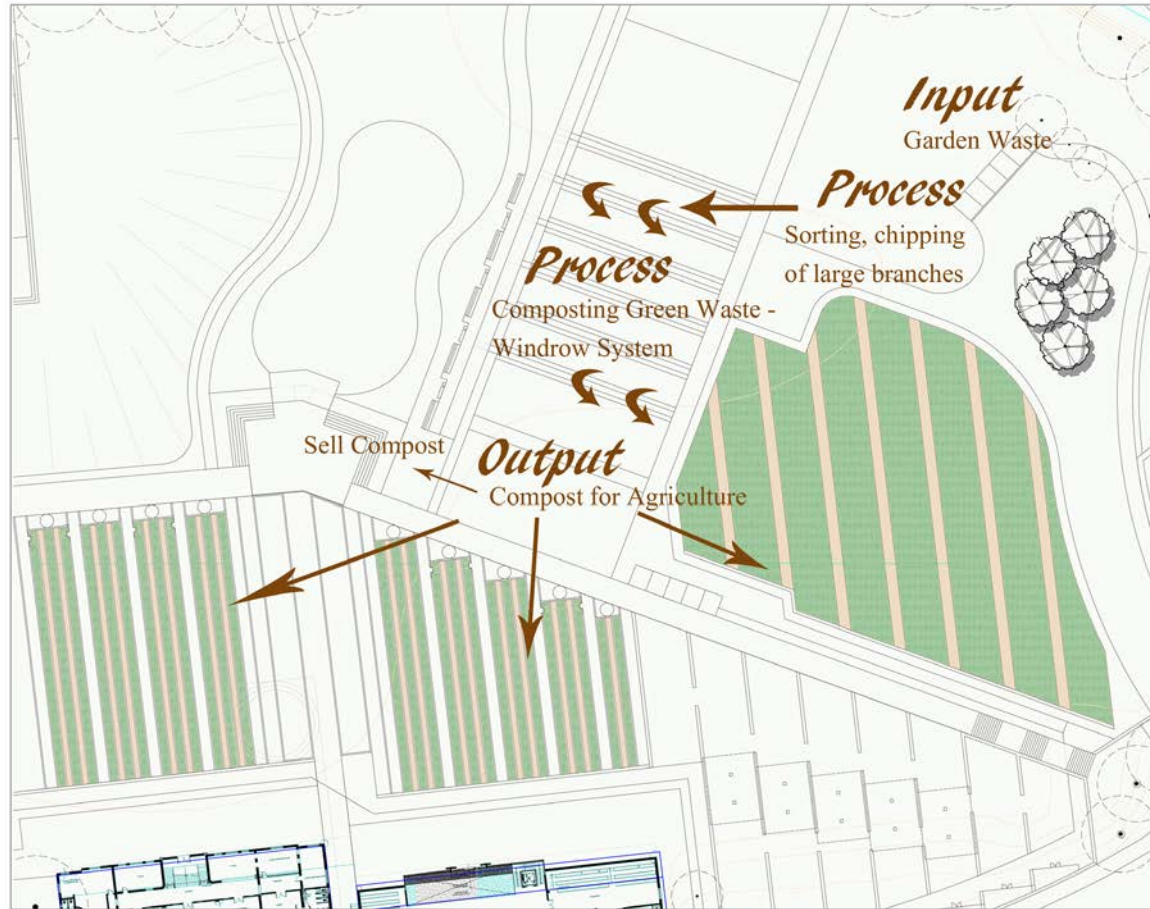 Input
Garden Waste
Process
Sorting, chipping
of large branches
Process
Composting Green Waste -
Windrow System
Sell Compost
Output
Compost for Agriculture